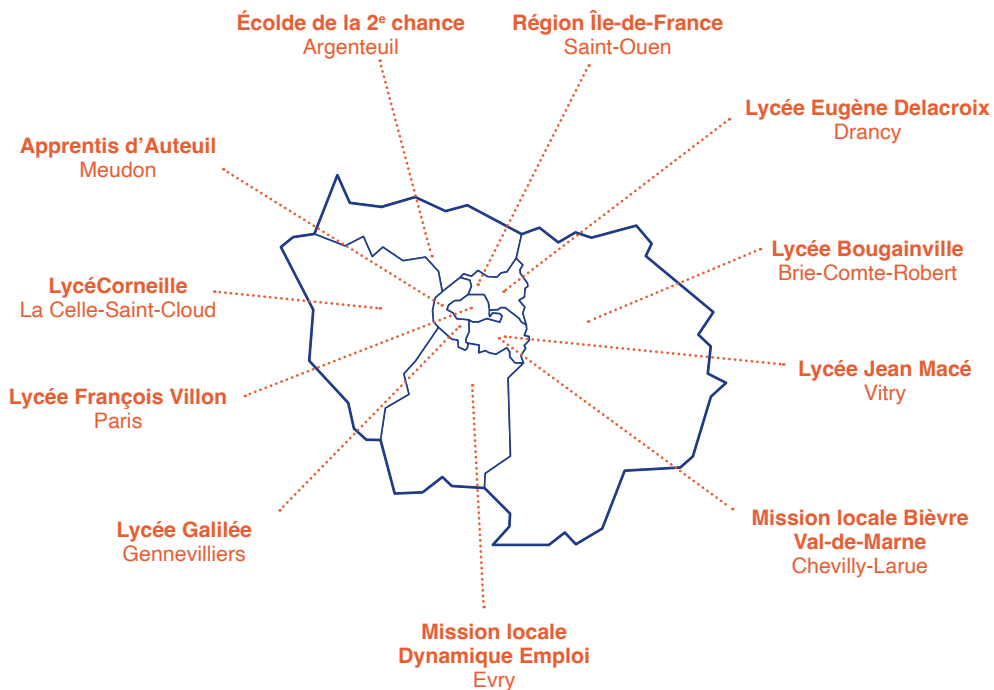 Écolde de la 2e chance
Argenteuil
Région Île-de-France
Saint-Ouen
Lycée Eugène Delacroix
Drancy
Apprentis d’Auteuil
Meudon
Lycée Bougainville
Brie-Comte-Robert
LycéCorneille
La Celle-Saint-Cloud
Lycée Jean Macé
Vitry
Lycée François Villon
Paris
Lycée Galilée
Gennevilliers
Mission locale Bièvre
Val-de-Marne
Chevilly-Larue
Mission locale
Dynamique Emploi
Evry